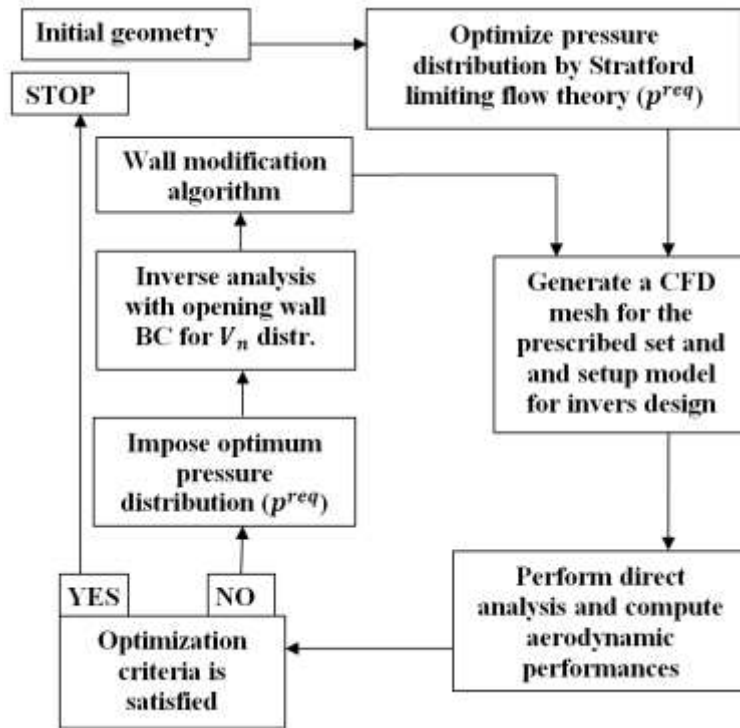 Initial geometry
Optimize pressure
distribution by Stratford
limiting flow theory (p^req)
STOP
Wall modification
algorithm
Inverse analysis
with opening wall
BC for V_n distr.
Generate a CFD
mesh for the
prescribed set and
and setup model
for invers design
Impose optimum
pressure
distribution (p^req)
YES
NO
Optimization
criteria is
satisfied
Perform direct
analysis and compute
aerodynamic
performances